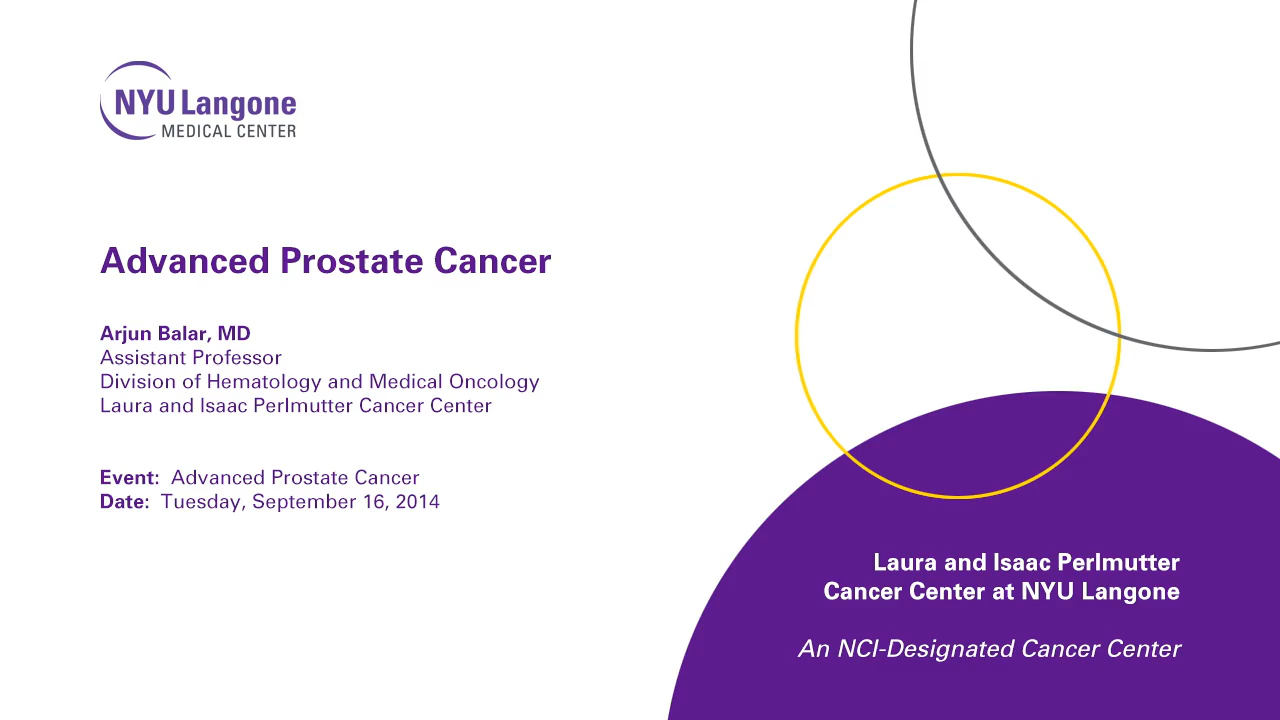 NYU Langone
MEDICAL CENTER
Advanced Prostate Cancer
Arjun Balar, MD
Assistant Professor
Division of Hematology and Medical Oncology
Laura and Isaac Perlmutter Cancer Center
Event: Advanced Prostate Cancer
Date: Tuesday, September 16, 2014
Laura and Isaac Perlmutter
Cancer Center at NYU Langone
An NCI-Designated Cancer Center